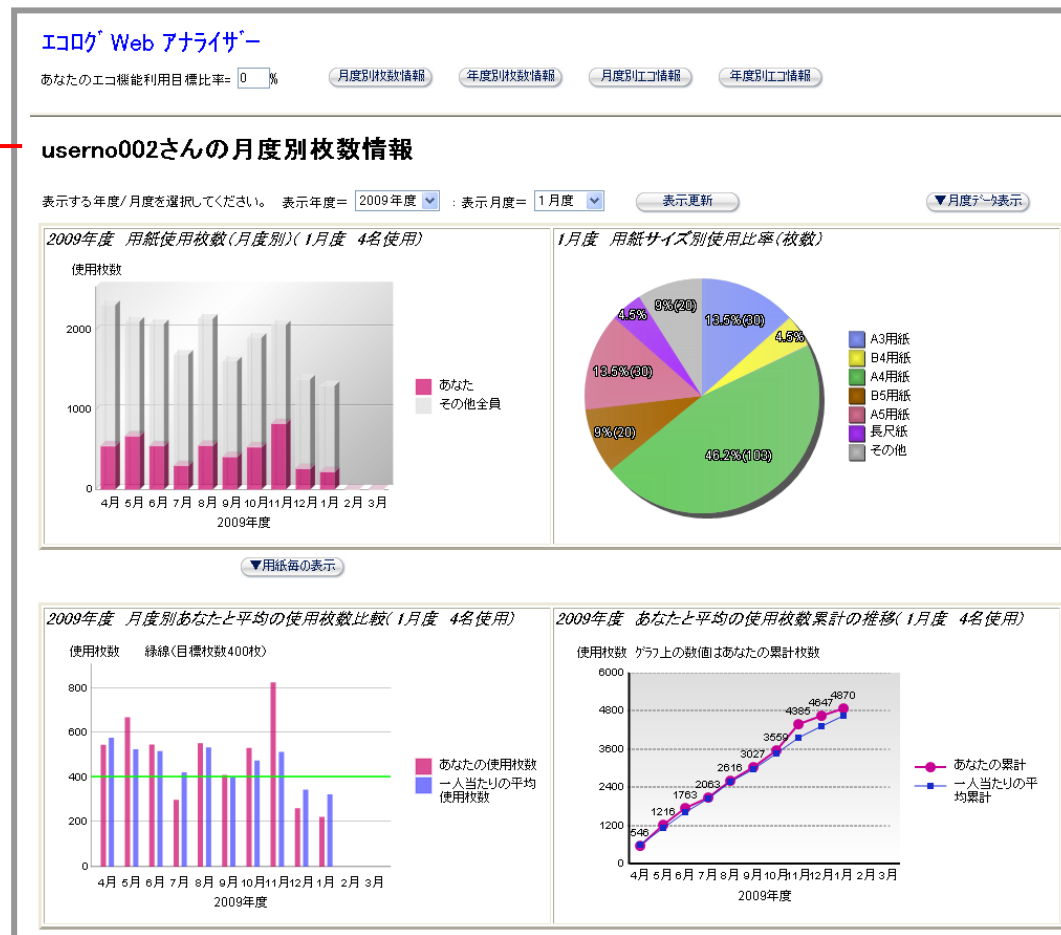 エコログ Web アナライザー
あなたのエコ機能利用目標比率= 0 %
月度別枚数情報 年度別枚数情報 月度別エコ情報 年度別エコ情報
userno002さんの月度別枚数情報
表示する年度/月度を選択してください。 表示年度= 2009年度 : 表示月度= 1月度 表示更新 ▼月度データ表示
2009年度 用紙使用枚数(月度別)(1月度 4名使用)
使用枚数
2000
1000
0
4月 5月 6月 7月 8月 9月 10月 11月 12月 1月 2月 3月
2009年度
あなた
その他全員
1月度 用紙サイズ別使用比率(枚数)
9%(20)
13.5%(30)
4.5%
4.5%
13.5%(30)
9%(20)
46.2%(103)
A3用紙
B4用紙
A4用紙
B5用紙
A5用紙
長尺紙
その他
▼用紙毎の表示
2009年度 月度別あなたと平均の使用枚数比較(1月度 4名使用)
使用枚数 緑線(目標枚数400枚)
800
600
400
200
0
4月 5月 6月 7月 8月 9月 10月 11月 12月 1月 2月 3月
2009年度
あなたの使用枚数
一人当たりの平均
使用枚数
2009年度 あなたと平均の使用枚数累計の推移(1月度 4名使用)
使用枚数 グラフ上の数値はあなたの累計枚数
6000
4800
3600
2400
1200
0
546
1216
1763
2063
2616
3027
3559
4385
4647
4870
4月 5月 6月 7月 8月 9月 10月 11月 12月 1月 2月 3月
2009年度
あなたの累計
一人当たりの平
均累計